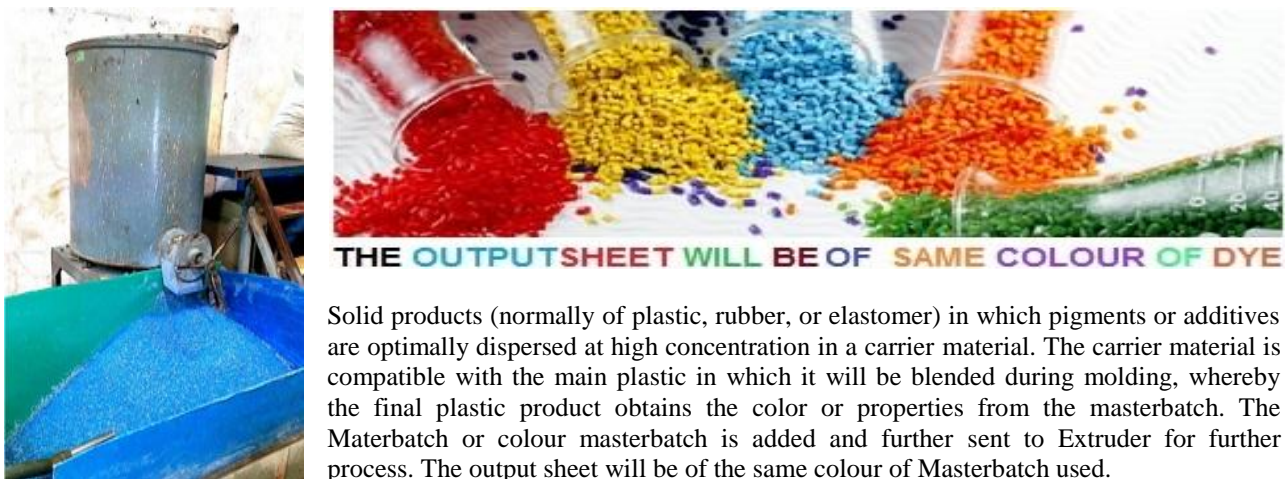 THE OUTPUTSHEET WILL BE OF SAME COLOUR OF DYE
Solid products (normally of plastic, rubber, or elastomer) in which pigments or additives
are optimally dispersed at high concentration in a carrier material. The carrier material is
compatible with the main plastic in which it will be blended during molding, whereby
the final plastic product obtains the color or properties from the masterbatch. The
Materbatch or colour masterbatch is added and further sent to Extruder for further
process. The output sheet will be of the same colour of Masterbatch used.